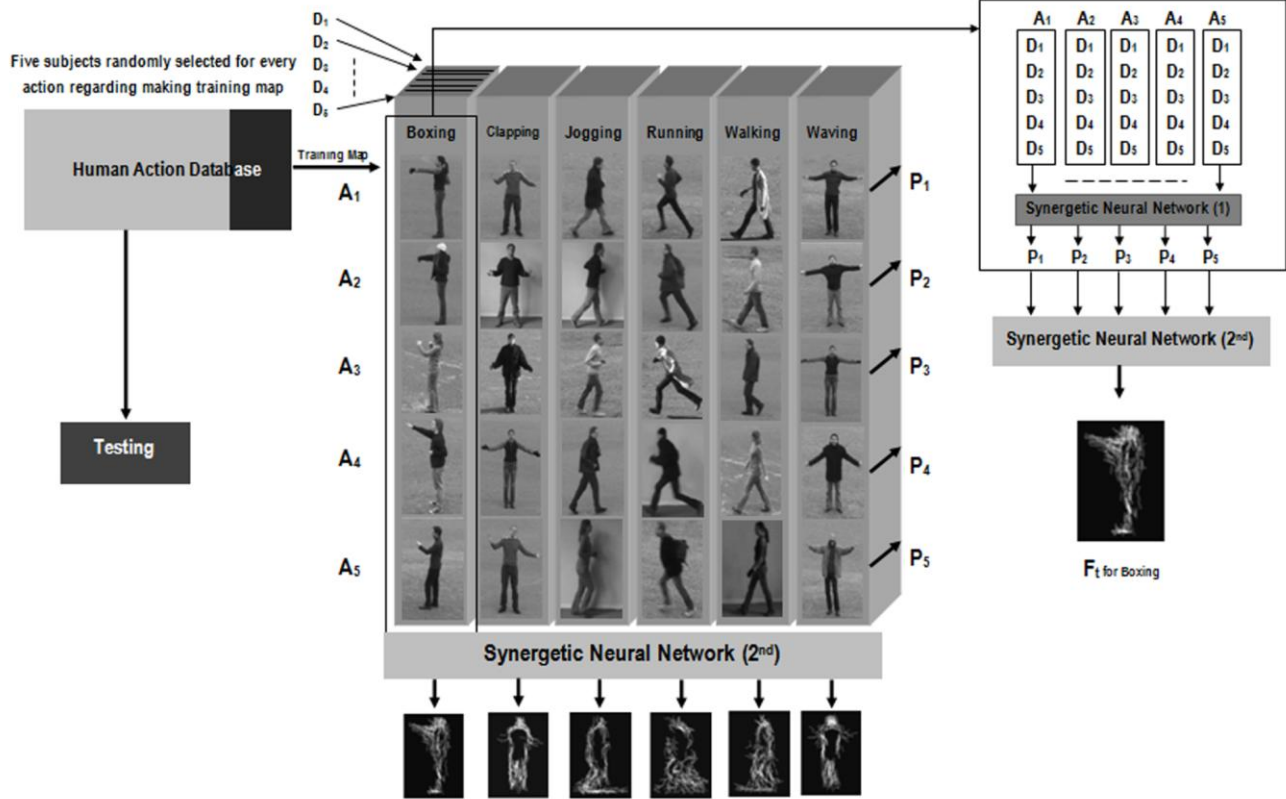 Five subjects randomly selected for every
action regarding making training map
Human Action Database
Training Map
Testing
D1
D2
D3
D4
D5
Boxing Clapping Jogging Running Walking Waving
A1
A2
A3
A4
A5
P1
P2
P3
P4
P5
Synergetic Neural Network (2nd)
A1 A2 A3 A4 A5
D1 D1 D1 D1 D1
D2 D2 D2 D2 D2
D3 D3 D3 D3 D3
D4 D4 D4 D4 D4
D5 D5 D5 D5 D5
Synergetic Neural Network (1)
P1 P2 P3 P4 P5
Synergetic Neural Network (2nd)
Ft for Boxing